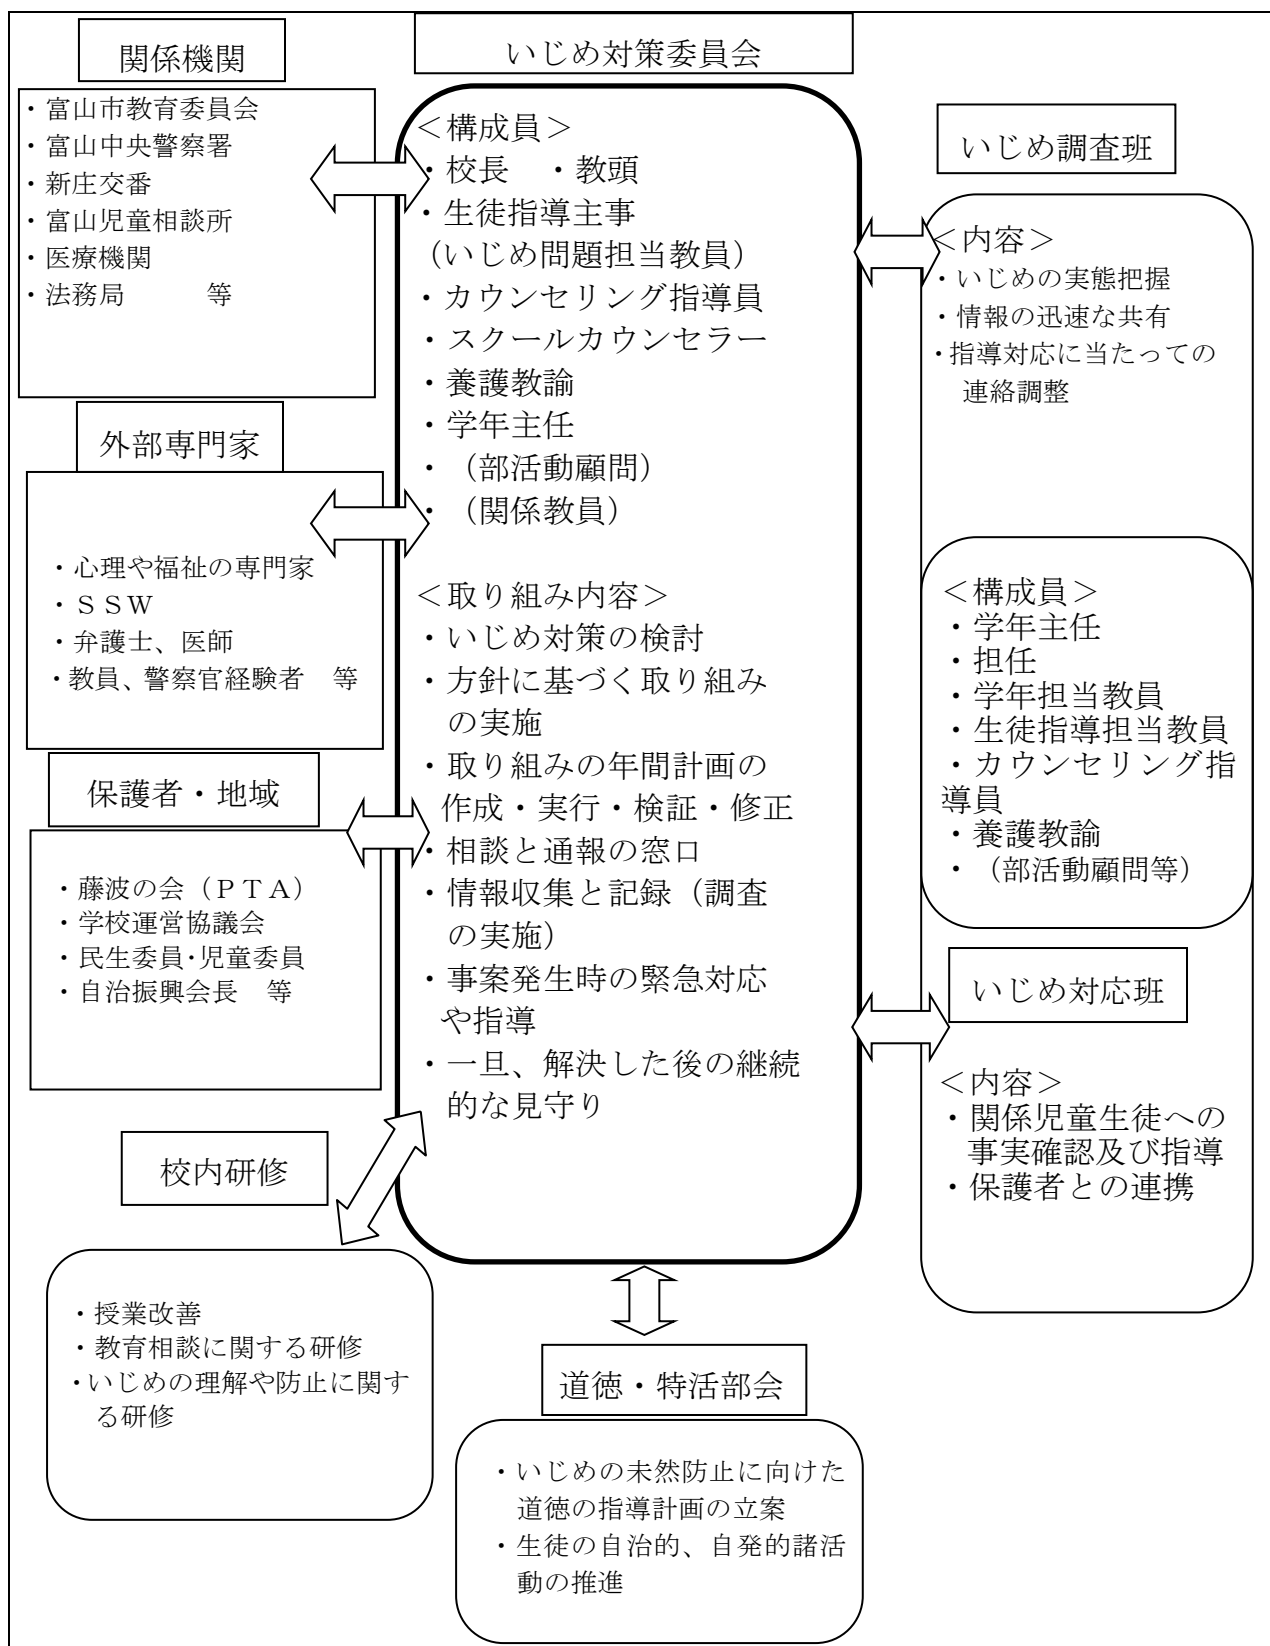 関係機関
・富山市教育委員会
・富山中央警察署
・新庄交番
・富山児童相談所
・医療機関
・法務局　　　等
外部専門家
・心理や福祉の専門家
・ＳＳＷ
・弁護士、医師
・教員、警察官経験者　等
保護者・地域
・藤波の会（ＰＴＡ）
・学校運営協議会
・民生委員･児童委員
・自治振興会長　等
校内研修
・授業改善
・教育相談に関する研修
・いじめの理解や防止に関す
る研修
いじめ対策委員会
＜構成員＞
・校長　・教頭
・生徒指導主事
（いじめ問題担当教員）
・カウンセリング指導員
・スクールカウンセラー
・養護教諭
・学年主任
・（部活動顧問）
・（関係教員）
＜取り組み内容＞
・いじめ対策の検討
・方針に基づく取り組み
の実施
・取り組みの年間計画の
作成・実行・検証・修正
・相談と通報の窓口
・情報収集と記録（調査
の実施）
・事案発生時の緊急対応
や指導
・一旦、解決した後の継続
的な見守り
道徳・特活部会
・いじめの未然防止に向けた
道徳の指導計画の立案
・生徒の自治的、自発的諸活
動の推進
いじめ調査班
＜内容＞
・いじめの実態把握
・情報の迅速な共有
・指導対応に当たっての
連絡調整
＜構成員＞
・学年主任
・担任
・学年担当教員
・生徒指導担当教員
・カウンセリング指
導員
・養護教諭
・（部活動顧問等）
いじめ対応班
＜内容＞
・関係児童生徒への
事実確認及び指導
・保護者との連携